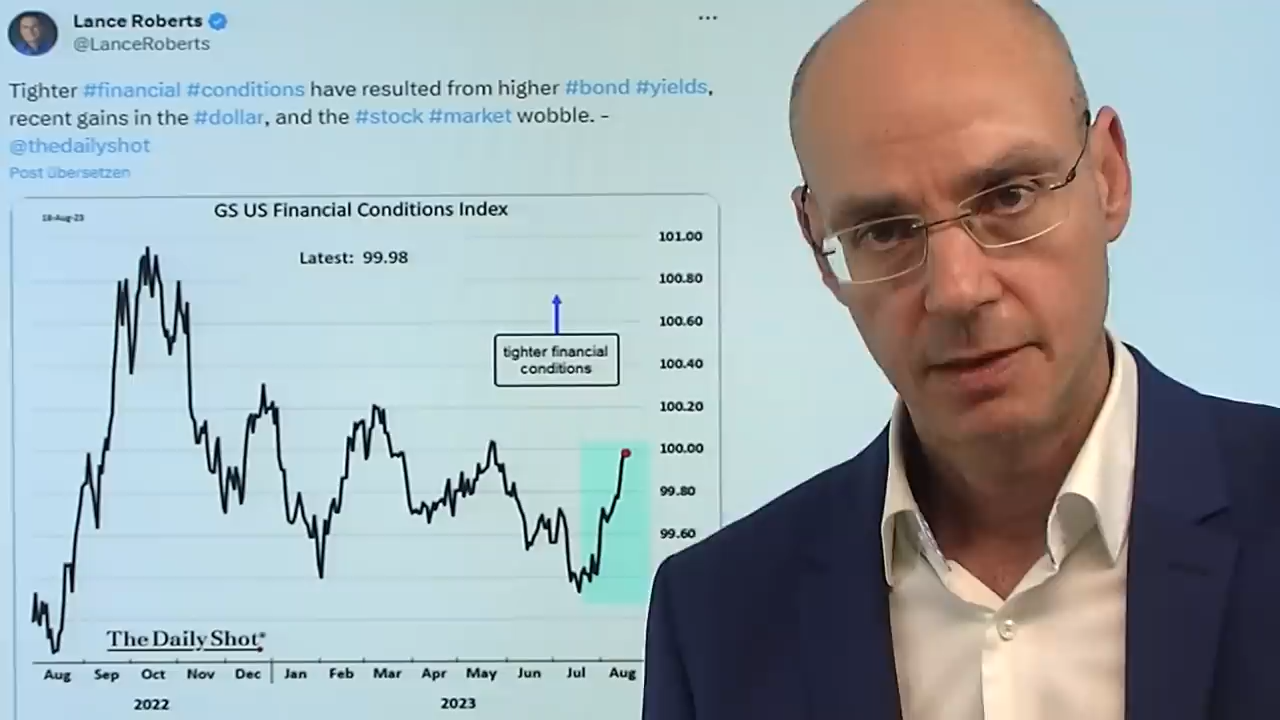 Lance Roberts
@LanceRoberts
Tighter #financial #conditions have resulted from higher #bond #yields,
recent gains in the #dollar, and the #stock #market wobble. -
@thedailyshot
Post übersetzen
18-Aug-23
GS US Financial Conditions Index
Latest: 99.98
101.00
100.80
100.60
tighter financial
conditions
100.40
100.20
100.00
99.80
99.60
The Daily Shot
Aug Sep Oct Nov Dec Jan Feb Mar Apr May Jun Jul Aug
2022 2023